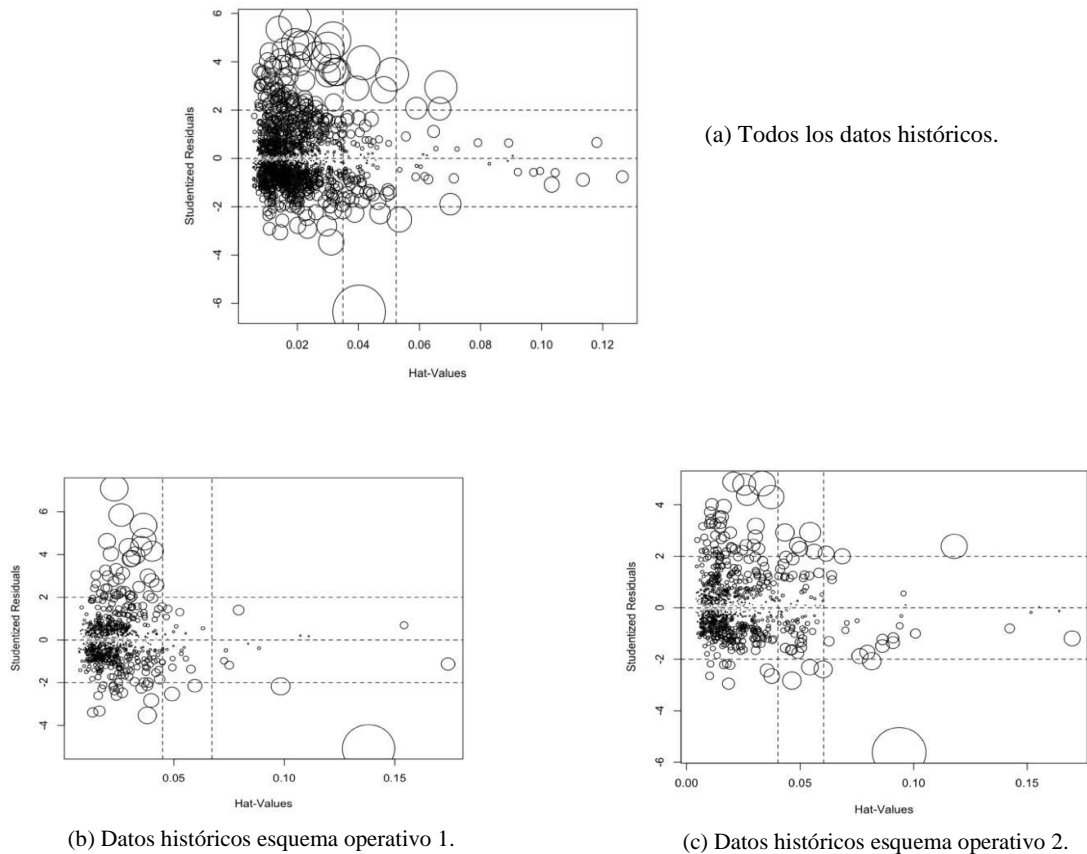 6
4
2
0
-2
-4
-6
Studentized Residuals
0.02 0.04 0.06 0.08 0.10 0.12
Hat-Values
(a) Todos los datos históricos.
6
4
2
0
-2
-4
Studentized Residuals
0.05 0.10 0.15
Hat-Values
(b) Datos históricos esquema operativo 1.
4
2
0
-2
-4
-6
Studentized Residuals
0.00 0.05 0.10 0.15
Hat-Values
(c) Datos históricos esquema operativo 2.